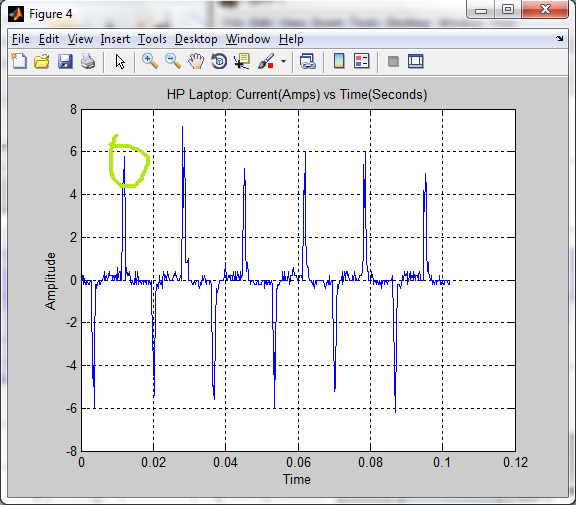 Figure 4
File Edit View Insert Tools Desktop Window Help
HP Laptop: Current(Amps) vs Time(Seconds)
8
6
4
2
0
-2
-4
-6
-8
Amplitude
0 0.02 0.04 0.06 0.08 0.1 0.12
Time